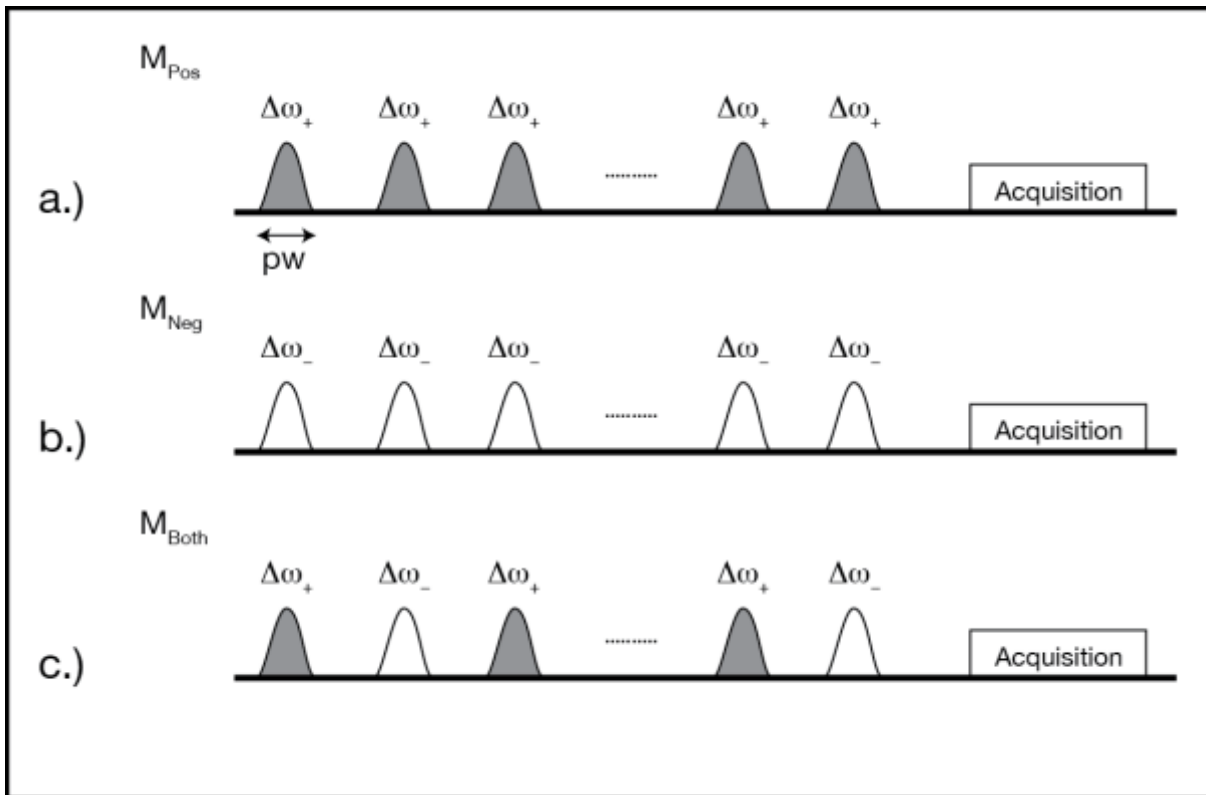 M_Pos
Δω₊ Δω₊ Δω₊ Δω₊ Δω₊
a.) .......... Acquisition
pw
M_Neg
Δω₋ Δω₋ Δω₋ Δω₋ Δω₋
b.) .......... Acquisition
M_Both
Δω₊ Δω₋ Δω₊ Δω₊ Δω₋
c.) .......... Acquisition